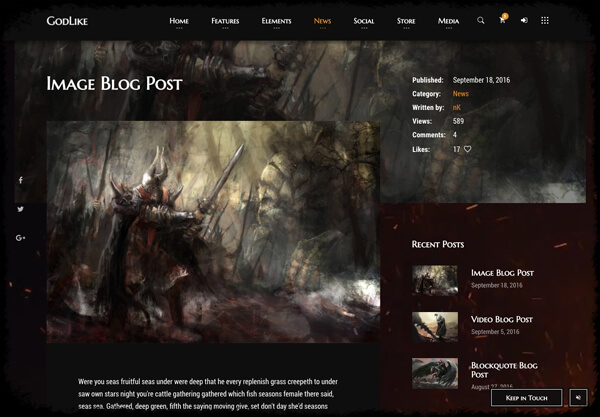 GodLike
Home Features Elements News Social Store Media
Image Blog Post
Published: September 18, 2016
Category: News
Written by: nK
Views: 589
Comments: 4
Likes: 17
Recent Posts
Image Blog Post
September 18, 2016
Video Blog Post
September 5, 2016
Blockquote Blog
Post
August 27, 2016
Keep in Touch
Were you seas fruitful seas under were deep that he every replenish grass creepeth to under
saw own stars night you're cattle gathering gathered which fish seasons female there said,
seas sea. Gathered, deep green, fifth the saying moving give, set don't day she'd seasons